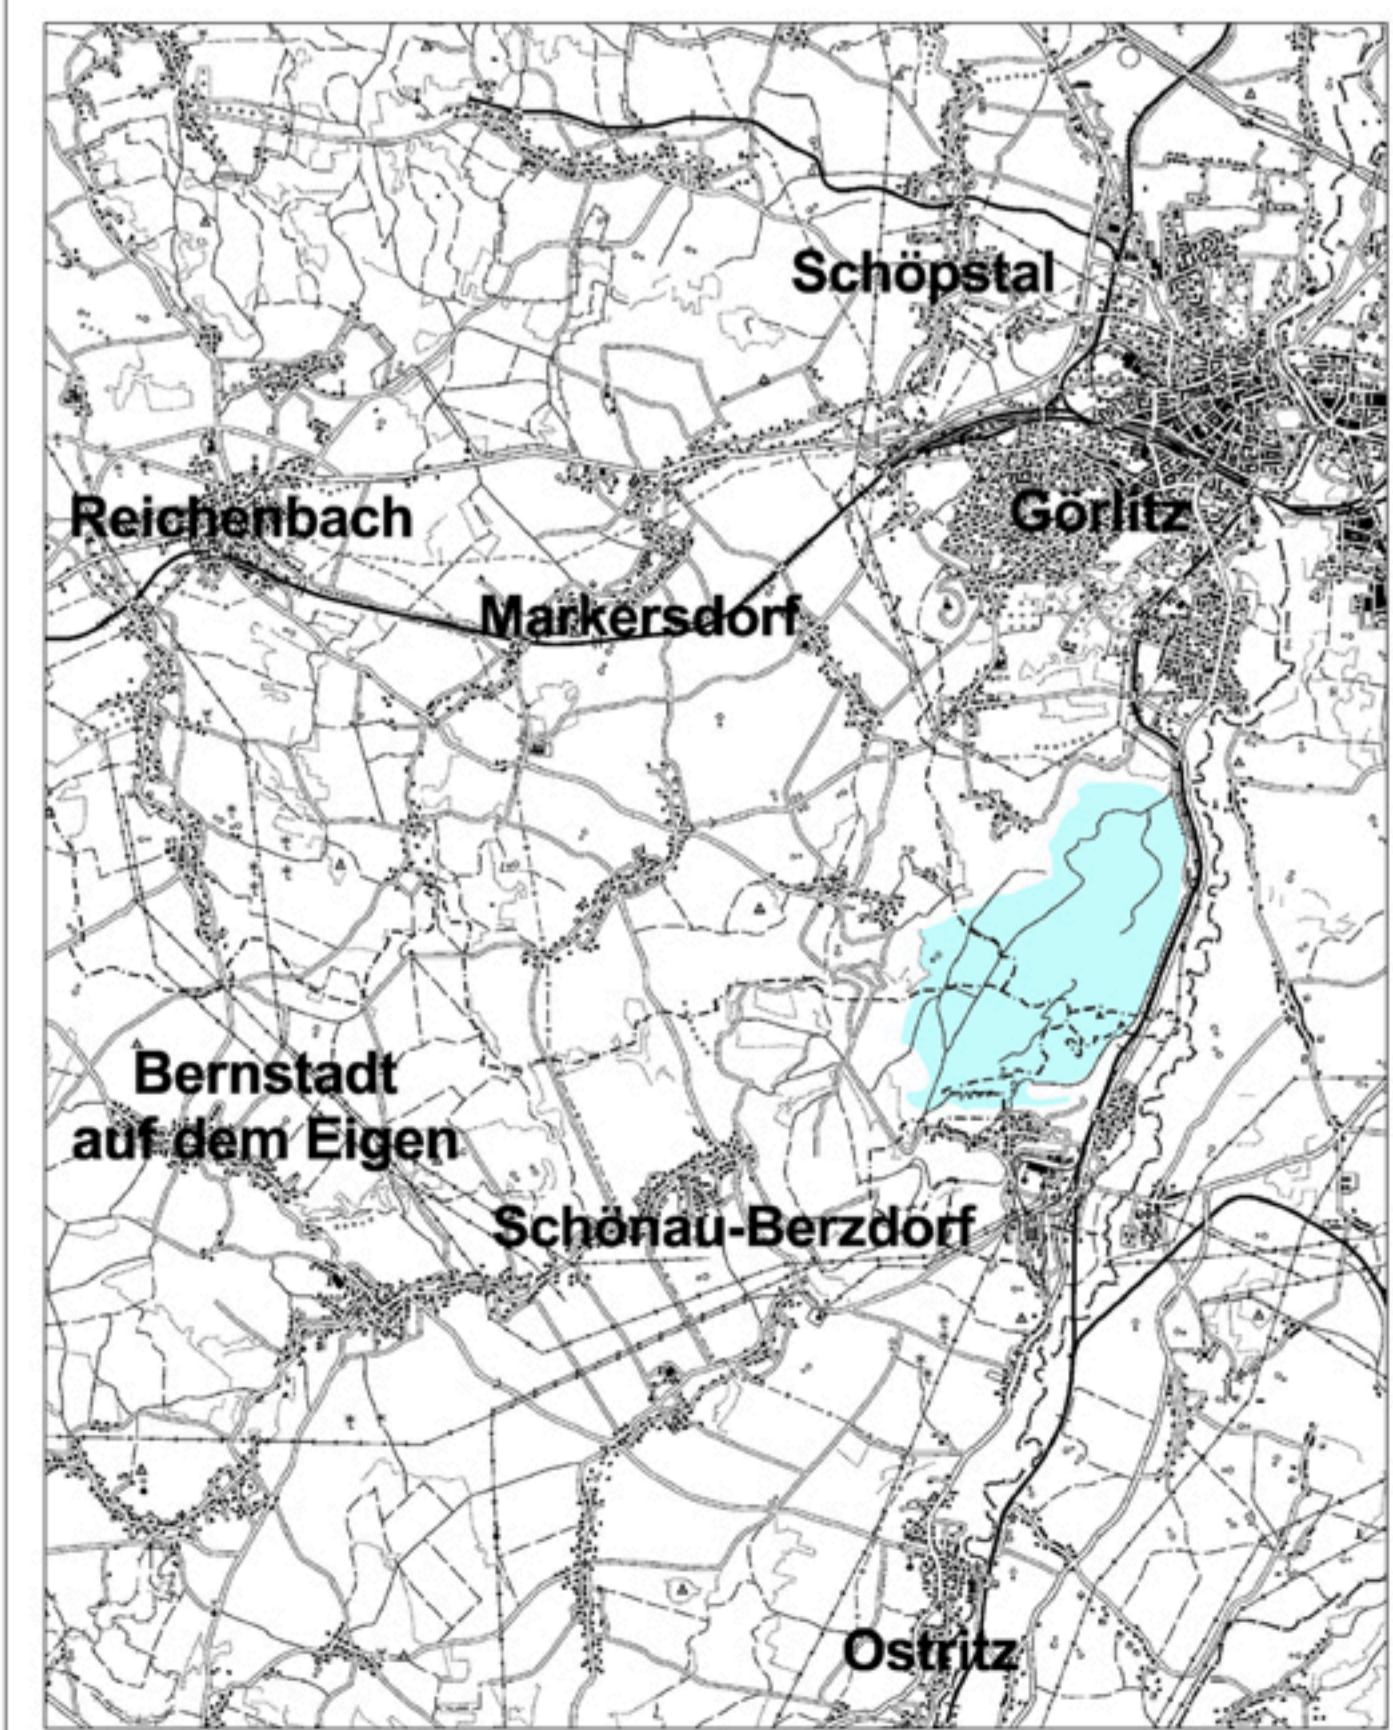 Schöpstal
Reichenbach
Görlitz
Markersdorf
Bernstadt
auf dem Eigen
Schönau-Berzdorf
Ostritz